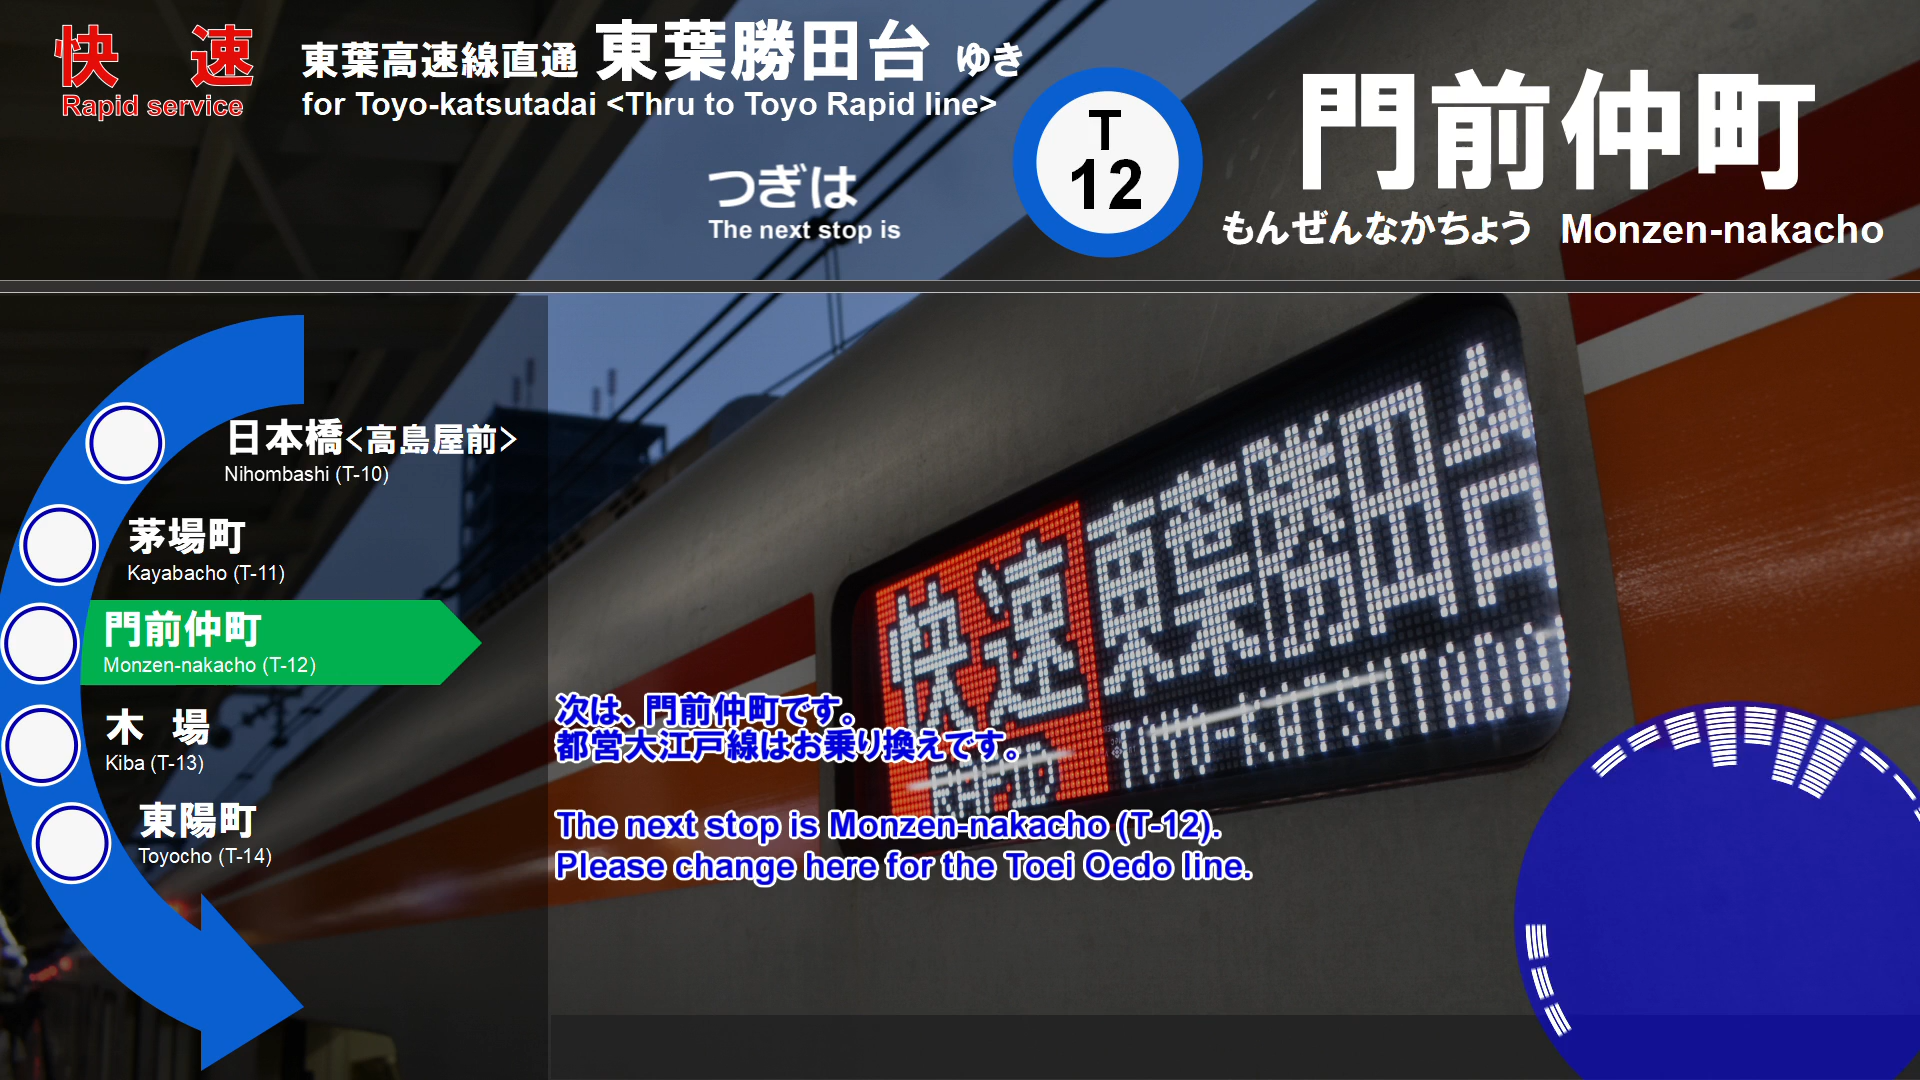 快 速
Rapid service
東葉高速線直通 東葉勝田台 ゆき
for Toyo-katsutadai <Thru to Toyo Rapid line>
つぎは
The next stop is
T
12
門前仲町
もんぜんなかちょう Monzen-nakacho
日本橋<高島屋前>
Nihombashi (T-10)
茅場町
Kayabacho (T-11)
門前仲町
Monzen-nakacho (T-12)
木 場
Kiba (T-13)
東陽町
Toyocho (T-14)
快速 東葉勝田台
RAPID TOYO-KATSUTADAI
次は、門前仲町です。
都営大江戸線はお乗り換えです。
The next stop is Monzen-nakacho (T-12).
Please change here for the Toei Oedo line.